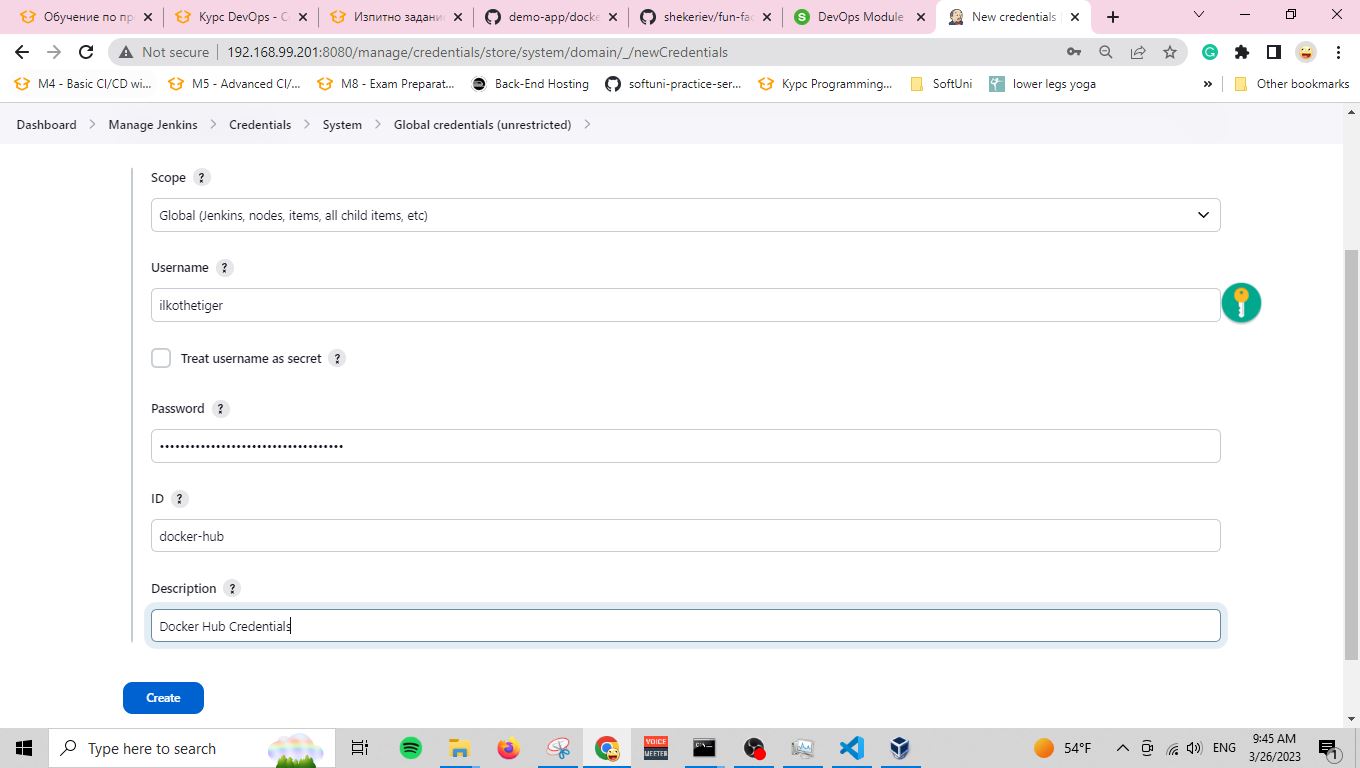 Обучение по пр
Курс DevOps - С
Изпитно задани
demo-app/docke
shekeriev/fun-fac
DevOps Module
New credentials
Not secure 192.168.99.201:8080/manage/credentials/store/system/domain/_/newCredentials
M4 - Basic CI/CD wi...
M5 - Advanced CI/...
M8 - Exam Preparat...
Back-End Hosting
softuni-practice-ser...
Курс Programming...
SoftUni
lower legs yoga
»
Other bookmarks
Dashboard
Manage Jenkins
Credentials
System
Global credentials (unrestricted)
Scope ?
Global (Jenkins, nodes, items, all child items, etc)
Username ?
ilkothetiger
Treat username as secret ?
Password ?
••••••••••••••••••••••••••••••••••••
ID ?
docker-hub
Description ?
Docker Hub Credentials
Create
Type here to search
VOICE
MEETER
54°F
ENG
9:45 AM
3/26/2023
1